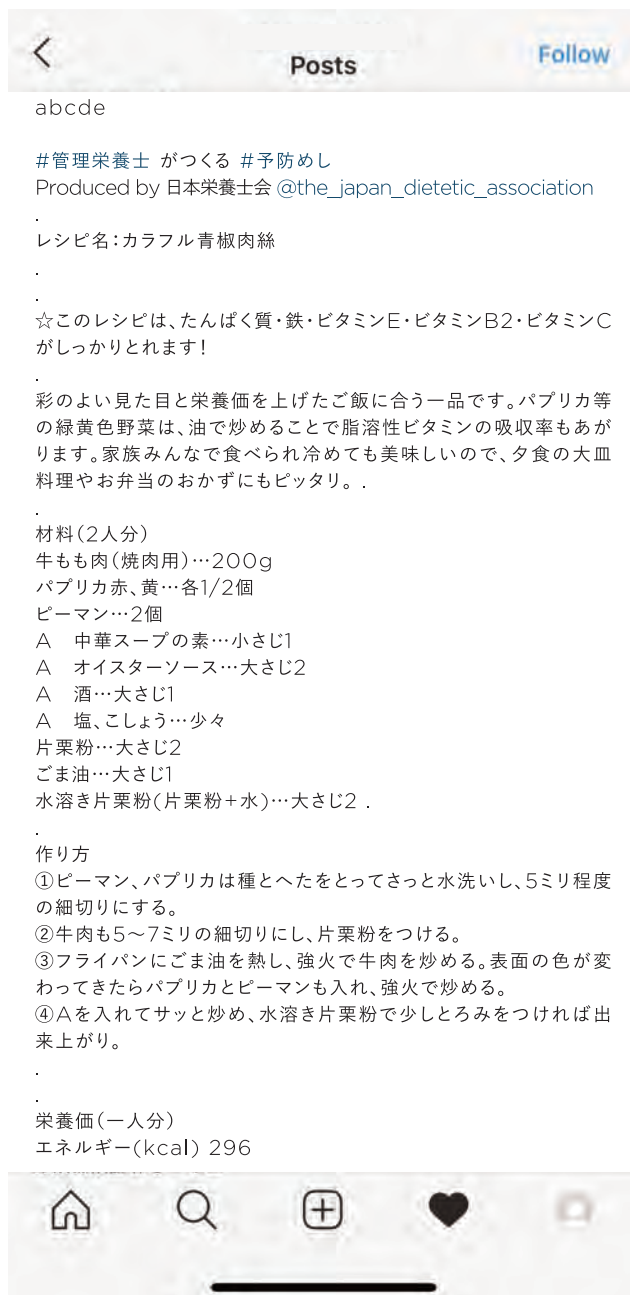 Posts
Follow
abcde
#管理栄養士 がつくる #予防めし
Produced by 日本栄養士会 @the_japan_dietetic_association
.
レシピ名：カラフル青椒肉絲
.
.
☆このレシピは、たんぱく質・鉄・ビタミンE・ビタミンB2・ビタミンC
がしっかりとれます！
.
彩のよい見た目と栄養価を上げたご飯に合う一品です。パプリカ等
の緑黄色野菜は、油で炒めることで脂溶性ビタミンの吸収率もあが
ります。家族みんなで食べられ冷めても美味しいので、夕食の大皿
料理やお弁当のおかずにもピッタリ。 .
.
材料（2人分）
牛もも肉（焼肉用）…200g
パプリカ赤、黄…各1/2個
ピーマン…2個
A　中華スープの素…小さじ1
A　オイスターソース…大さじ2
A　酒…大さじ1
A　塩、こしょう…少々
片栗粉…大さじ2
ごま油…大さじ1
水溶き片栗粉(片栗粉＋水)…大さじ2 .
.
作り方
①ピーマン、パプリカは種とへたをとってさっと水洗いし、5ミリ程度
の細切りにする。
②牛肉も5〜7ミリの細切りにし、片栗粉をつける。
③フライパンにごま油を熱し、強火で牛肉を炒める。表面の色が変
わってきたらパプリカとピーマンも入れ、強火で炒める。
④Aを入れてサッと炒め、水溶き片栗粉で少しとろみをつければ出
来上がり。
.
.
栄養価（一人分）
エネルギー(kcal) 296